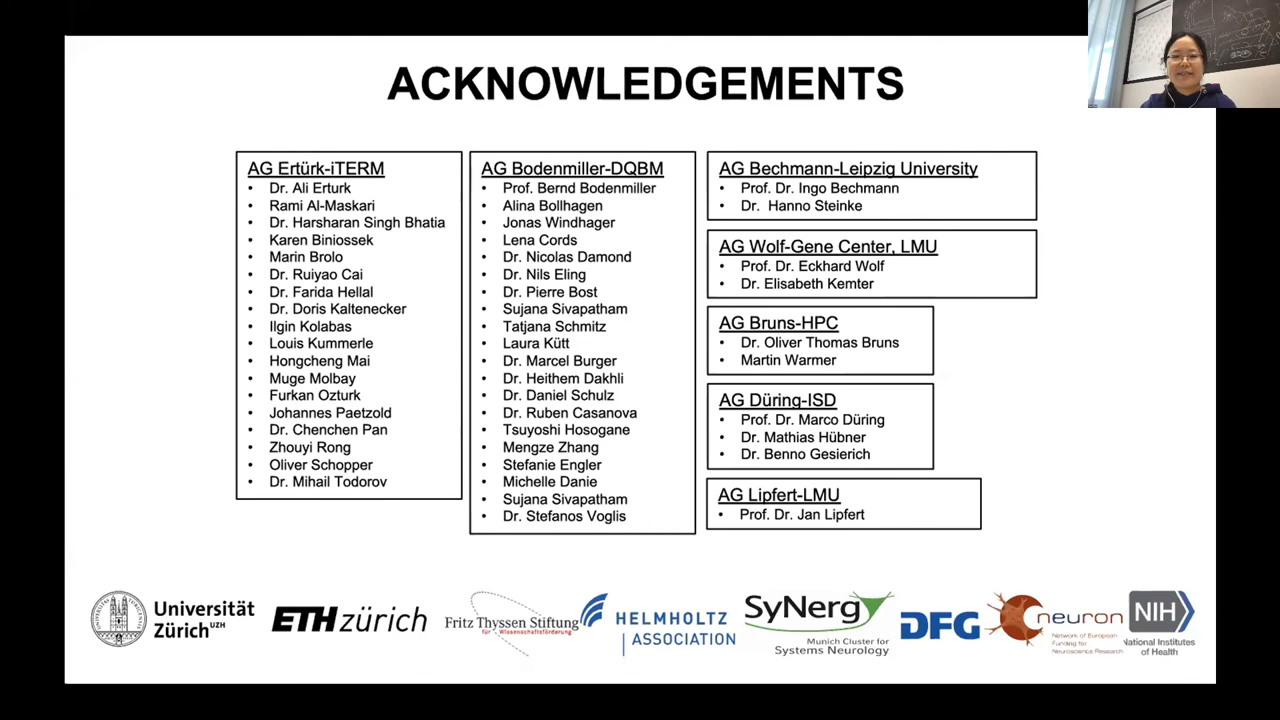 ACKNOWLEDGEMENTS
AG Ertürk-iTERM
• Dr. Ali Erturk
• Rami Al-Maskari
• Dr. Harsharan Singh Bhatia
• Karen Biniossek
• Marin Brolo
• Dr. Ruiyao Cai
• Dr. Farida Hellal
• Dr. Doris Kaltenecker
• Ilgin Kolabas
• Louis Kummerle
• Hongcheng Mai
• Muge Molbay
• Furkan Ozturk
• Johannes Paetzold
• Dr. Chenchen Pan
• Zhouyi Rong
• Oliver Schopper
• Dr. Mihail Todorov
AG Bodenmiller-DQBM
• Prof. Bernd Bodenmiller
• Alina Bollhagen
• Jonas Windhager
• Lena Cords
• Dr. Nicolas Damond
• Dr. Nils Eling
• Dr. Pierre Bost
• Sujana Sivapatham
• Tatjana Schmitz
• Laura Kütt
• Dr. Marcel Burger
• Dr. Heithem Dakhli
• Dr. Daniel Schulz
• Dr. Ruben Casanova
• Tsuyoshi Hosogane
• Mengze Zhang
• Stefanie Engler
• Michelle Danie
• Sujana Sivapatham
• Dr. Stefanos Voglis
AG Bechmann-Leipzig University
• Prof. Dr. Ingo Bechmann
• Dr. Hanno Steinke
AG Wolf-Gene Center, LMU
• Prof. Dr. Eckhard Wolf
• Dr. Elisabeth Kemter
AG Bruns-HPC
• Dr. Oliver Thomas Bruns
• Martin Warmer
AG Düring-ISD
• Prof. Dr. Marco Düring
• Dr. Mathias Hübner
• Dr. Benno Gesierich
AG Lipfert-LMU
• Prof. Dr. Jan Lipfert
Universität
Zürich UZH
ETH zürich
Fritz Thyssen Stiftung
für Wissenschaftsförderung
HELMHOLTZ
ASSOCIATION
SyNergy
Munich Cluster for
Systems Neurology
DFG
neuron
Network of European
Funding for
Neuroscience Research
NIH
National Institutes
of Health